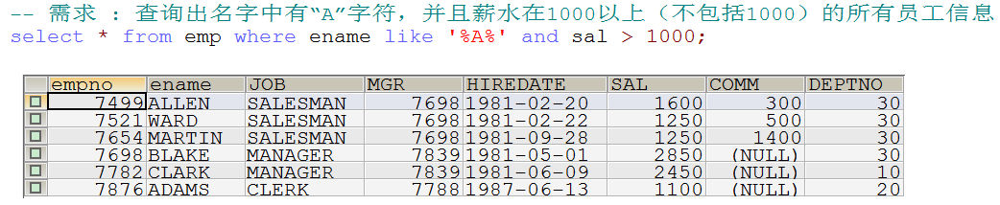 -- 需求 : 查询出名字中有“A”字符，并且薪水在1000以上（不包括1000）的所有员工信息
select * from emp where ename like '%A%' and sal > 1000;
empno ename JOB MGR HIREDATE SAL COMM DEPTNO
7499 ALLEN SALESMAN 7698 1981-02-20 1600 300 30
7521 WARD SALESMAN 7698 1981-02-22 1250 500 30
7654 MARTIN SALESMAN 7698 1981-09-28 1250 1400 30
7698 BLAKE MANAGER 7839 1981-05-01 2850 (NULL) 30
7782 CLARK MANAGER 7839 1981-06-09 2450 (NULL) 10
7876 ADAMS CLERK 7788 1987-06-13 1100 (NULL) 20